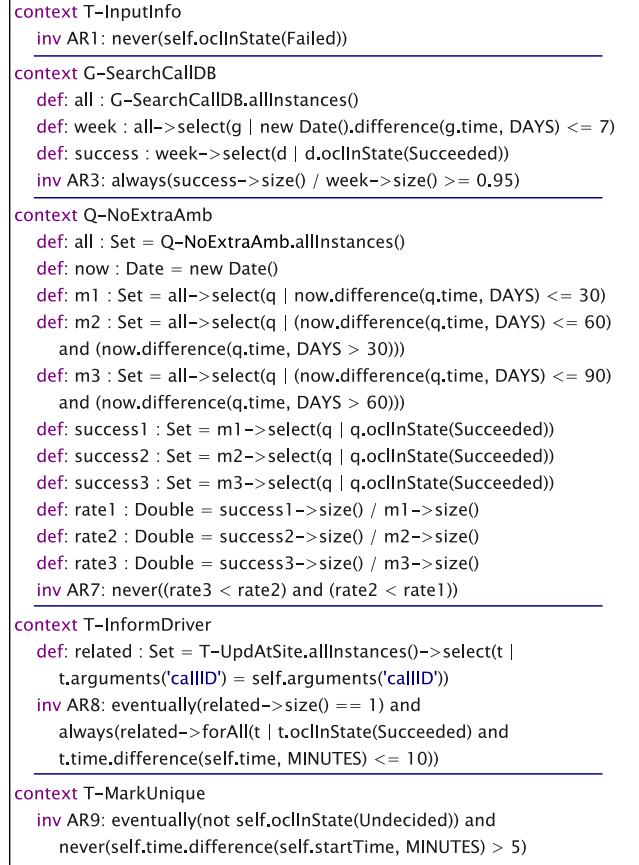 context T-InputInfo
inv AR1: never(self.oclInState(Failed))
context G-SearchCallDB
def: all : G-SearchCallDB.allInstances()
def: week : all->select(g | new Date().difference(g.time, DAYS) <= 7)
def: success : week->select(d | d.oclInState(Succeeded))
inv AR3: always(success->size() / week->size() >= 0.95)
context Q-NoExtraAmb
def: all : Set = Q-NoExtraAmb.allInstances()
def: now : Date = new Date()
def: m1 : Set = all->select(q | now.difference(q.time, DAYS) <= 30)
def: m2 : Set = all->select(q | (now.difference(q.time, DAYS) <= 60)
and (now.difference(q.time, DAYS > 30)))
def: m3 : Set = all->select(q | (now.difference(q.time, DAYS) <= 90)
and (now.difference(q.time, DAYS > 60)))
def: success1 : Set = m1->select(q | q.oclInState(Succeeded))
def: success2 : Set = m2->select(q | q.oclInState(Succeeded))
def: success3 : Set = m3->select(q | q.oclInState(Succeeded))
def: rate1 : Double = success1->size() / m1->size()
def: rate2 : Double = success2->size() / m2->size()
def: rate3 : Double = success3->size() / m3->size()
inv AR7: never((rate3 < rate2) and (rate2 < rate1))
context T-InformDriver
def: related : Set = T-UpdAtSite.allInstances()->select(t |
t.arguments('callID') = self.arguments('callID'))
inv AR8: eventually(related->size() == 1) and
always(related->forAll(t | t.oclInState(Succeeded) and
t.time.difference(self.time, MINUTES) <= 10))
context T-MarkUnique
inv AR9: eventually(not self.oclInState(Undecided)) and
never(self.time.difference(self.startTime, MINUTES) > 5)